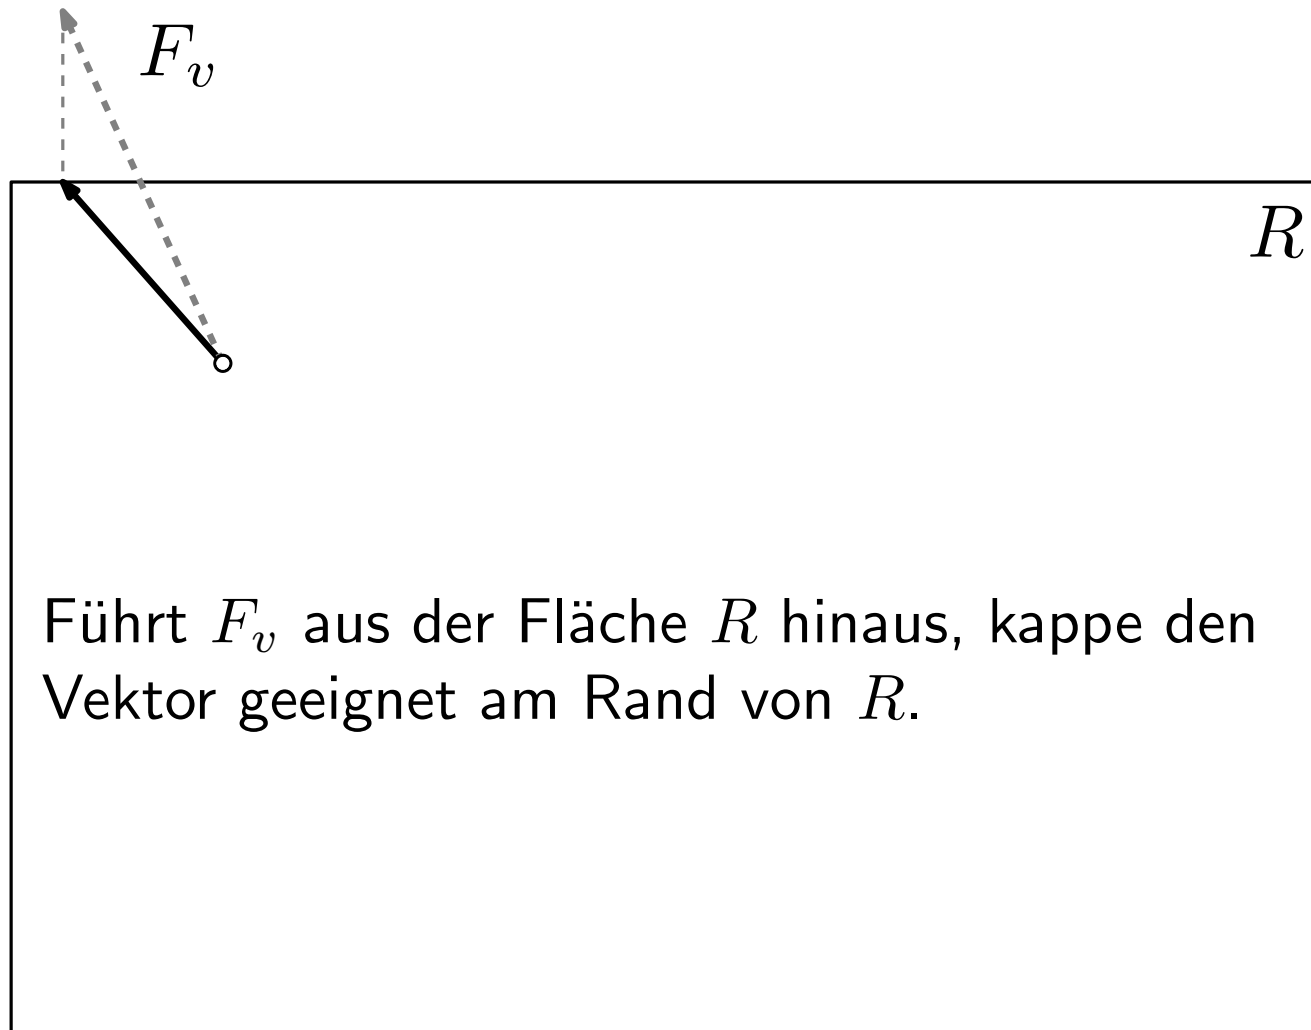 F_v
R
Führt F_v aus der Fläche R hinaus, kappe den
Vektor geeignet am Rand von R.